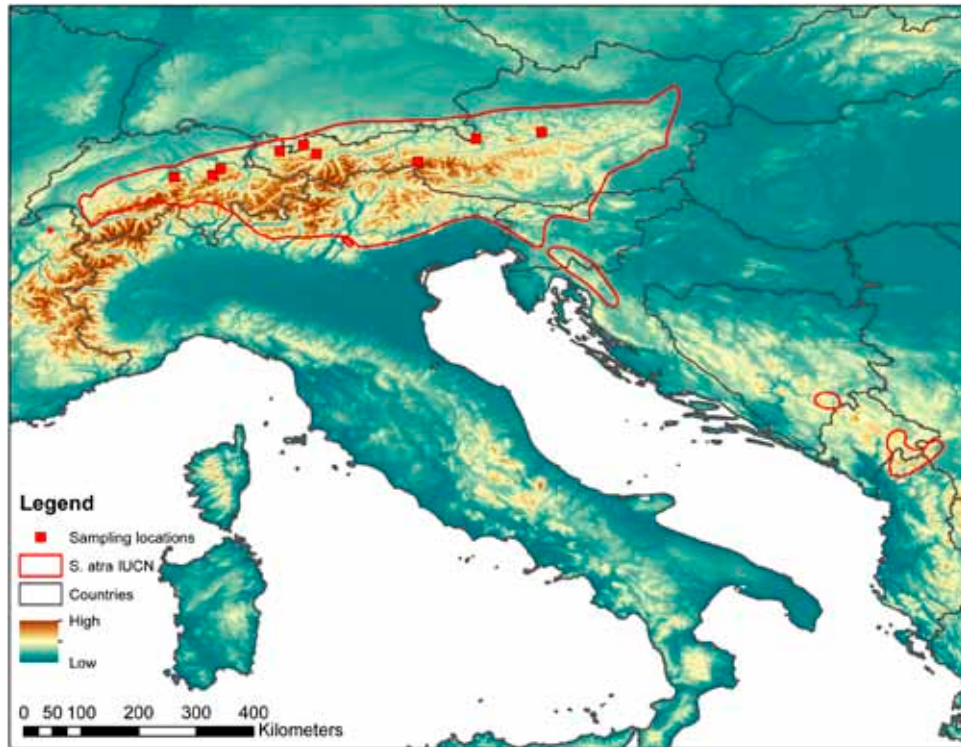 Legend
Sampling locations
S. atra IUCN
Countries
High
Low
0 50 100 200 300 400
Kilometers